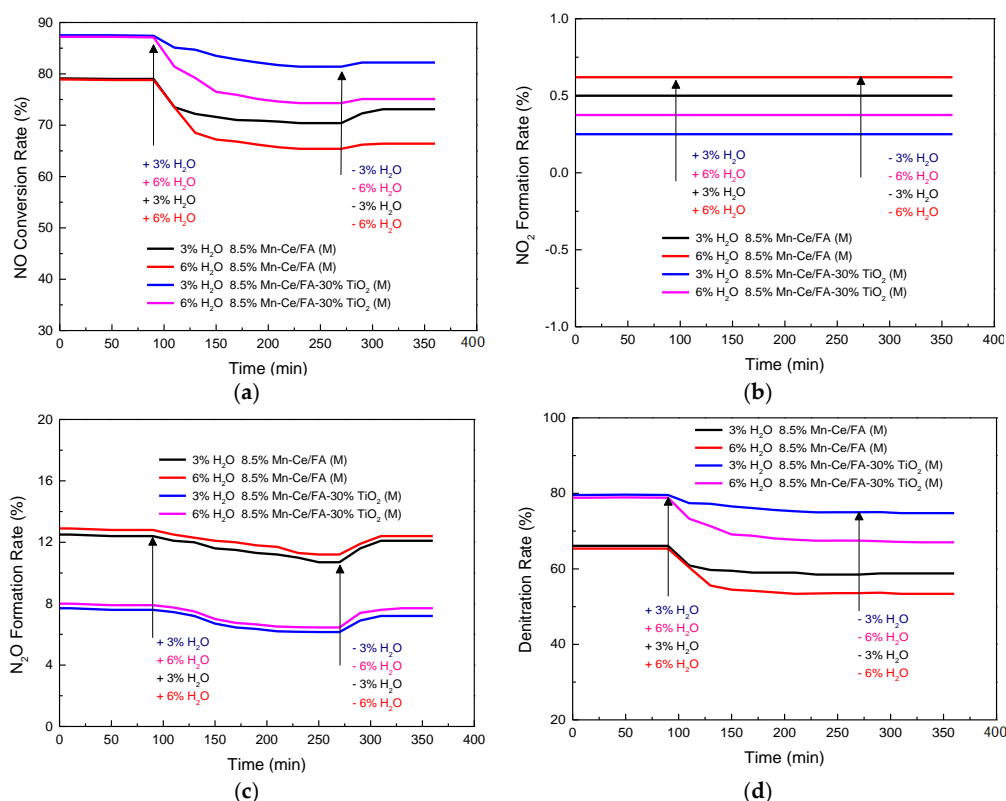 90
80
70
60
50
40
30
NO Conversion Rate (%)
+ 3% H₂O
+ 6% H₂O
+ 3% H₂O
+ 6% H₂O
- 3% H₂O
- 6% H₂O
- 3% H₂O
- 6% H₂O
3% H₂O 8.5% Mn-Ce/FA (M)
6% H₂O 8.5% Mn-Ce/FA (M)
3% H₂O 8.5% Mn-Ce/FA-30% TiO₂ (M)
6% H₂O 8.5% Mn-Ce/FA-30% TiO₂ (M)
0 50 100 150 200 250 300 350 400
Time (min)
(a)
1.0
0.5
0.0
-0.5
-1.0
NO₂ Formation Rate (%)
+ 3% H₂O
+ 6% H₂O
+ 3% H₂O
+ 6% H₂O
- 3% H₂O
- 6% H₂O
- 3% H₂O
- 6% H₂O
3% H₂O 8.5% Mn-Ce/FA (M)
6% H₂O 8.5% Mn-Ce/FA (M)
3% H₂O 8.5% Mn-Ce/FA-30% TiO₂ (M)
6% H₂O 8.5% Mn-Ce/FA-30% TiO₂ (M)
0 50 100 150 200 250 300 350 400
Time (min)
(b)
12
8
4
0
N₂O Formation Rate (%)
3% H₂O 8.5% Mn-Ce/FA (M)
6% H₂O 8.5% Mn-Ce/FA (M)
3% H₂O 8.5% Mn-Ce/FA-30% TiO₂ (M)
6% H₂O 8.5% Mn-Ce/FA-30% TiO₂ (M)
+ 3% H₂O
+ 6% H₂O
+ 3% H₂O
+ 6% H₂O
- 3% H₂O
- 6% H₂O
- 3% H₂O
- 6% H₂O
0 50 100 150 200 250 300 350 400
Time (min)
(c)
100
80
60
40
20
Denitration Rate (%)
3% H₂O 8.5% Mn-Ce/FA (M)
6% H₂O 8.5% Mn-Ce/FA (M)
3% H₂O 8.5% Mn-Ce/FA-30% TiO₂ (M)
6% H₂O 8.5% Mn-Ce/FA-30% TiO₂ (M)
+ 3% H₂O
+ 6% H₂O
+ 3% H₂O
+ 6% H₂O
- 3% H₂O
- 6% H₂O
- 3% H₂O
- 6% H₂O
0 50 100 150 200 250 300 350 400
Time (min)
(d)